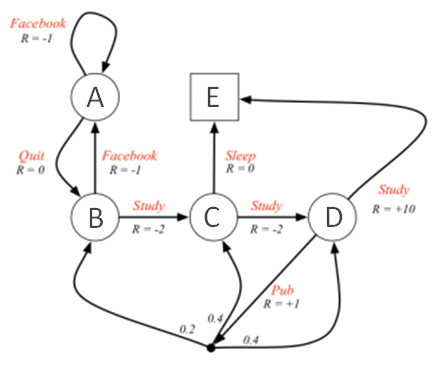 Facebook
R = -1
A
E
Quit
R = 0
Facebook
R = -1
Sleep
R = 0
Study
R = +10
B
Study
R = -2
C
Study
R = -2
D
Pub
R = +1
0.2
0.4
0.4